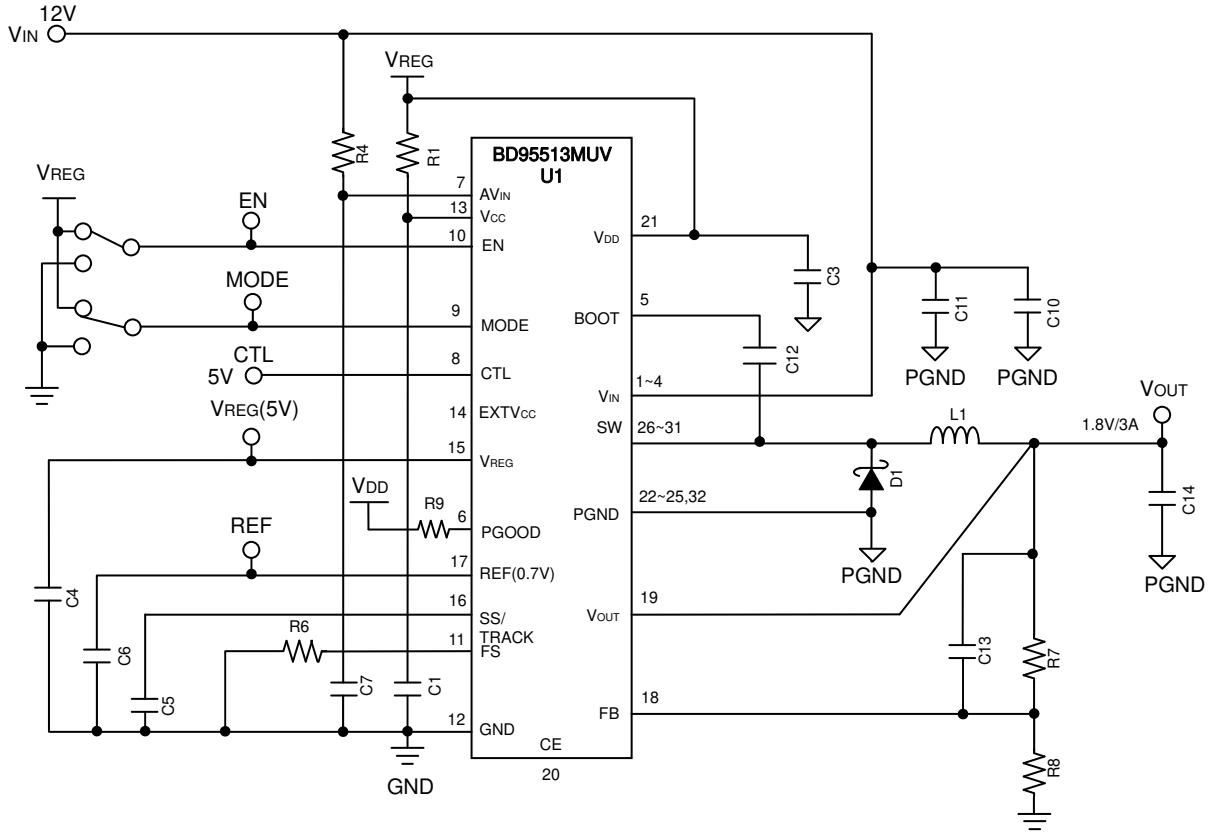 12V
VIN
VREG
R4
R1
BD95513MUV
U1
VREG
7
AVIN
13
VCC
EN
10
EN
21
VDD
C3
MODE
9
MODE
5
BOOT
C11
C10
C12
PGND
PGND
CTL
5V
8
CTL
1~4
VIN
VOUT
VREG(5V)
14
EXTVCC
SW
26~31
L1
1.8V/3A
15
VREG
D1
C14
VDD
R9
22~25,32
PGND
REF
6
PGOOD
17
REF(0.7V)
PGND
PGND
C4
16
SS/
TRACK
19
VOUT
R6
11
FS
C6
C5
C7
C1
C13
R7
18
FB
12
GND
CE
20
GND
R8